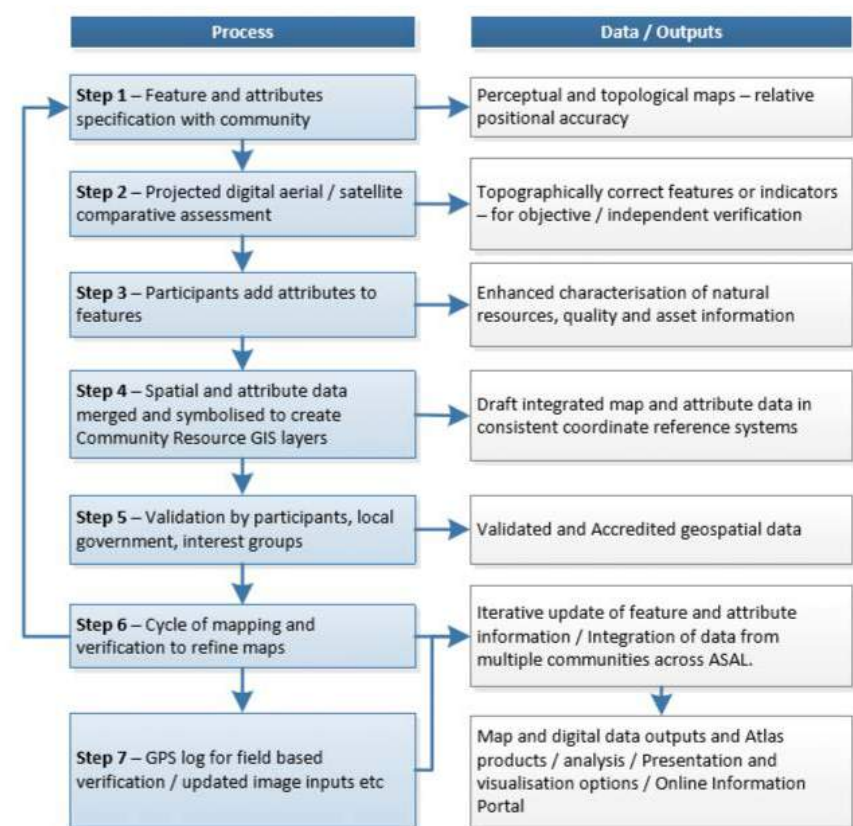 Process
Data / Outputs
Step 1 – Feature and attributes
specification with community
Perceptual and topological maps – relative
positional accuracy
Step 2 – Projected digital aerial / satellite
comparative assessment
Topographically correct features or indicators
– for objective / independent verification
Step 3 – Participants add attributes to
features
Enhanced characterisation of natural
resources, quality and asset information
Step 4 – Spatial and attribute data
merged and symbolised to create
Community Resource GIS layers
Draft integrated map and attribute data in
consistent coordinate reference systems
Step 5 – Validation by participants, local
government, interest groups
Validated and Accredited geospatial data
Step 6 – Cycle of mapping and
verification to refine maps
Iterative update of feature and attribute
information / Integration of data from
multiple communities across ASAL.
Step 7 – GPS log for field based
verification / updated image inputs etc
Map and digital data outputs and Atlas
products / analysis / Presentation and
visualisation options / Online Information
Portal